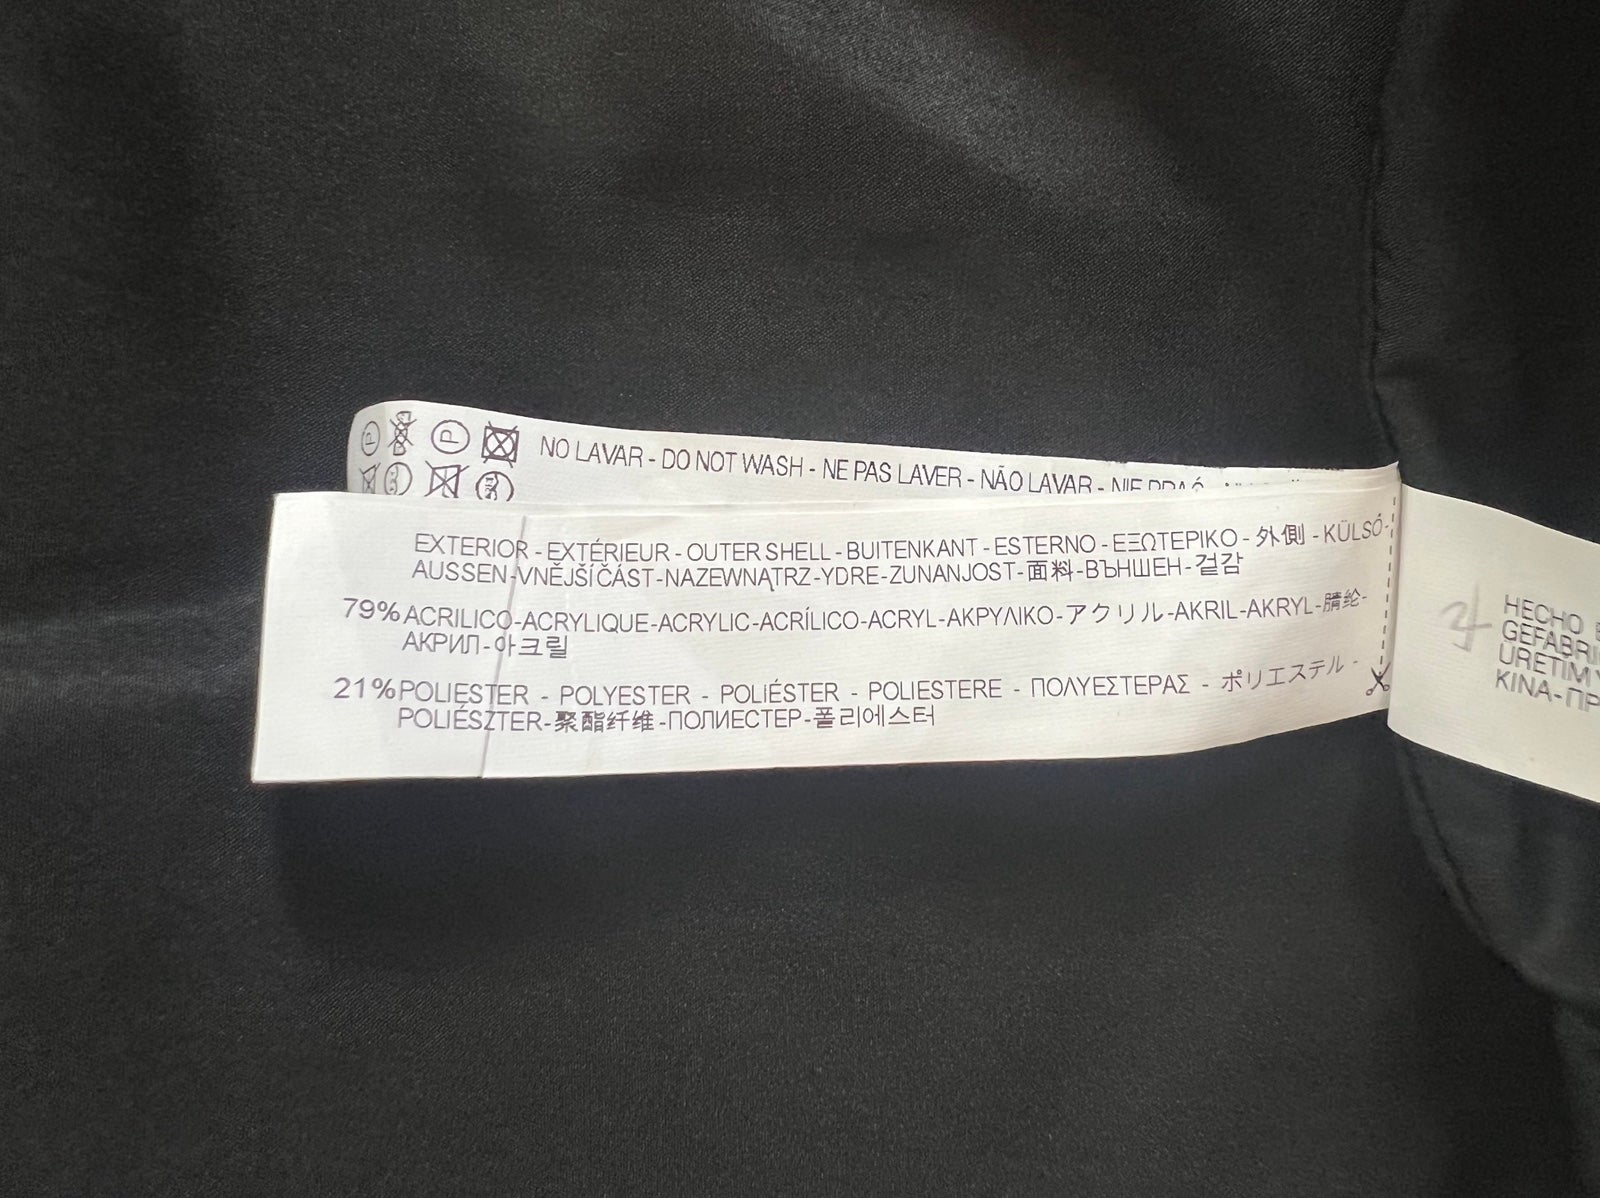 NO LAVAR - DO NOT WASH - NE PAS LAVER - NÃO LAVAR - NIE PRAĆ
EXTERIOR - EXTÉRIEUR - OUTER SHELL - BUITENKANT - ESTERNO - ΕΞΩΤΕΡΙΚΟ - 外側 - KÜLSŐ-
AUSSEN-VNĚJŠÍ ČÁST-NAZEWNĄTRZ-YDRE-ZUNANJOST-面料-ВЪНШЕН-겉감
79% ACRILICO-ACRYLIQUE-ACRYLIC-ACRÍLICO-ACRYL-ΑΚΡΥΛΙΚΟ-アクリル-AKRIL-AKRYL-腈纶-
АКРИЛ-아크릴
21% POLIESTER - POLYESTER - POLIÉSTER - POLIESTERE - ΠΟΛΥΕΣΤΕΡΑΣ - ポリエステル -
POLIÉSZTER-聚酯纤维-ПОЛИЕСТЕР-폴리에스터
HECHO
GEFABRI
URETIM Y
KINA-ΠΡ